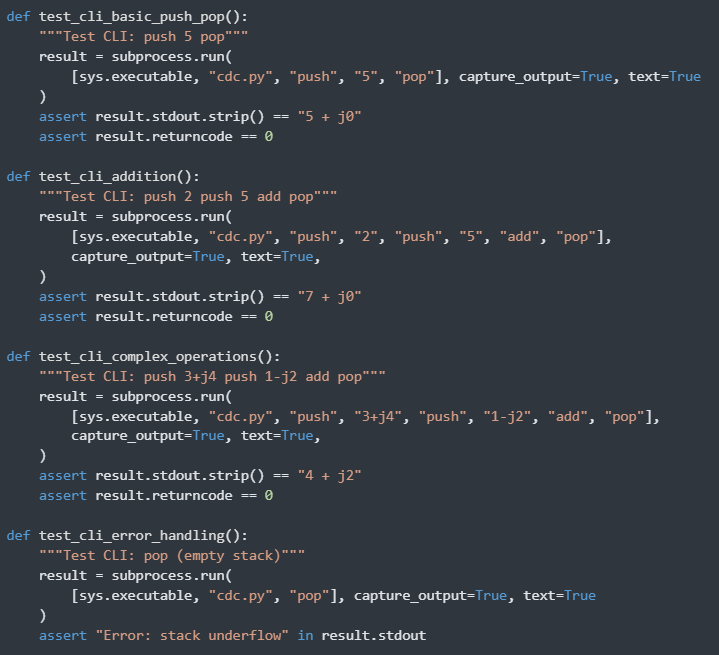 def test_cli_basic_push_pop():
    """Test CLI: push 5 pop"""
    result = subprocess.run(
        [sys.executable, "cdc.py", "push", "5", "pop"], capture_output=True, text=True
    )
    assert result.stdout.strip() == "5 + j0"
    assert result.returncode == 0

def test_cli_addition():
    """Test CLI: push 2 push 5 add pop"""
    result = subprocess.run(
        [sys.executable, "cdc.py", "push", "2", "push", "5", "add", "pop"],
        capture_output=True, text=True,
    )
    assert result.stdout.strip() == "7 + j0"
    assert result.returncode == 0

def test_cli_complex_operations():
    """Test CLI: push 3+j4 push 1-j2 add pop"""
    result = subprocess.run(
        [sys.executable, "cdc.py", "push", "3+j4", "push", "1-j2", "add", "pop"],
        capture_output=True, text=True,
    )
    assert result.stdout.strip() == "4 + j2"
    assert result.returncode == 0

def test_cli_error_handling():
    """Test CLI: pop (empty stack)"""
    result = subprocess.run(
        [sys.executable, "cdc.py", "pop"], capture_output=True, text=True
    )
    assert "Error: stack underflow" in result.stdout